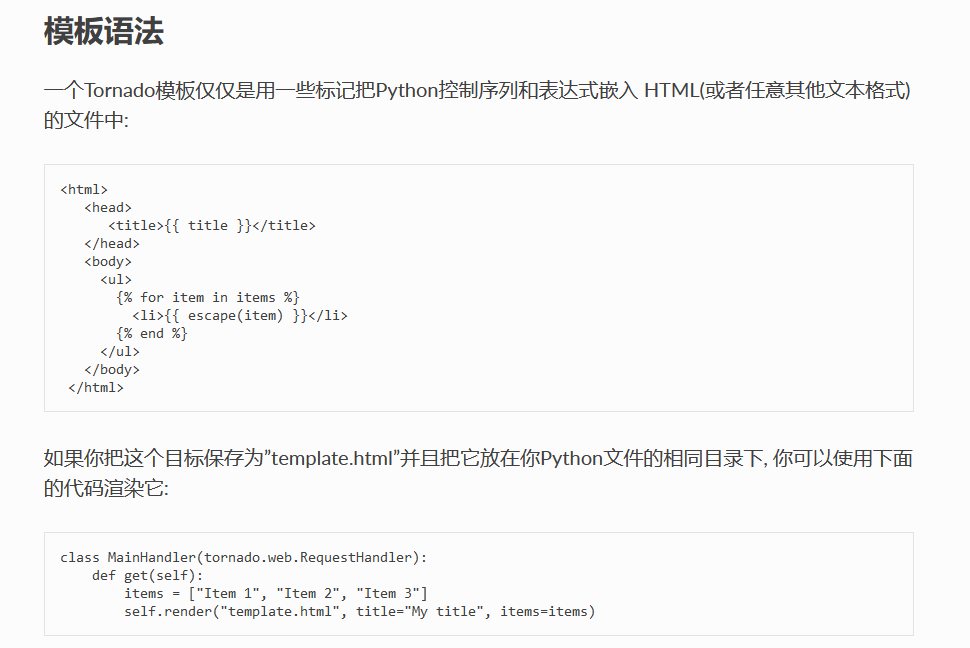 模板语法
一个Tornado模板仅仅是用一些标记把Python控制序列和表达式嵌入 HTML(或者任意其他文本格式)
的文件中:
<html>
   <head>
      <title>{{ title }}</title>
   </head>
   <body>
     <ul>
       {% for item in items %}
         <li>{{ escape(item) }}</li>
       {% end %}
     </ul>
   </body>
 </html>
如果你把这个目标保存为”template.html”并且把它放在你Python文件的相同目录下, 你可以使用下面
的代码渲染它:
class MainHandler(tornado.web.RequestHandler):
    def get(self):
        items = ["Item 1", "Item 2", "Item 3"]
        self.render("template.html", title="My title", items=items)